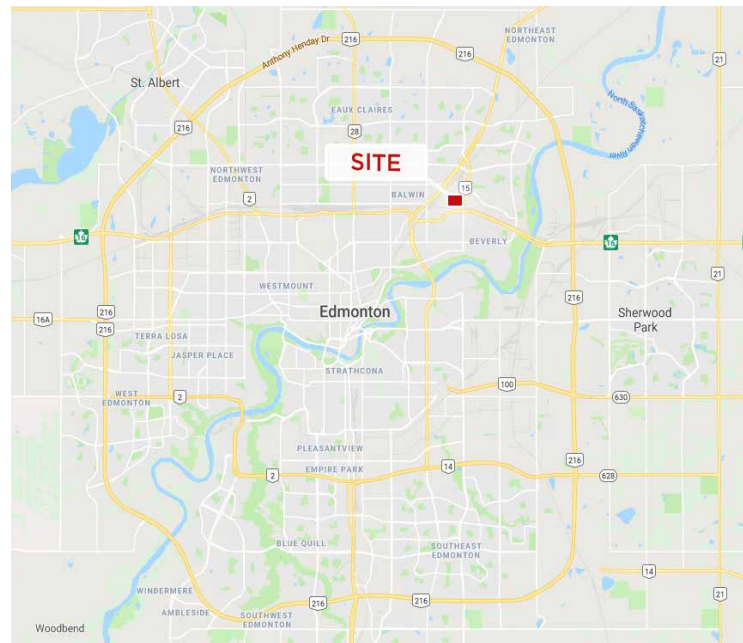 NORTHEAST
EDMONTON
216
21
Anthony Henday Dr
216
St. Albert
North Saskatchewan
River
EAUX CLAIRES
216
28
SITE
NORTHWEST
EDMONTON
2
BALWIN
15
16
BEVERLY
16
21
WESTMOUNT
216
Edmonton
216
Sherwood
Park
16A
216
TERRA LOSA
JASPER PLACE
STRATHCONA
100
WEST
EDMONTON
2
630
PLEASANTVIEW
EMPIRE PARK
14
216
2
628
BLUE QUILL
SOUTHEAST
EDMONTON
14
WINDERMERE
21
AMBLESIDE
216
216
SOUTHWEST
EDMONTON
Woodbend